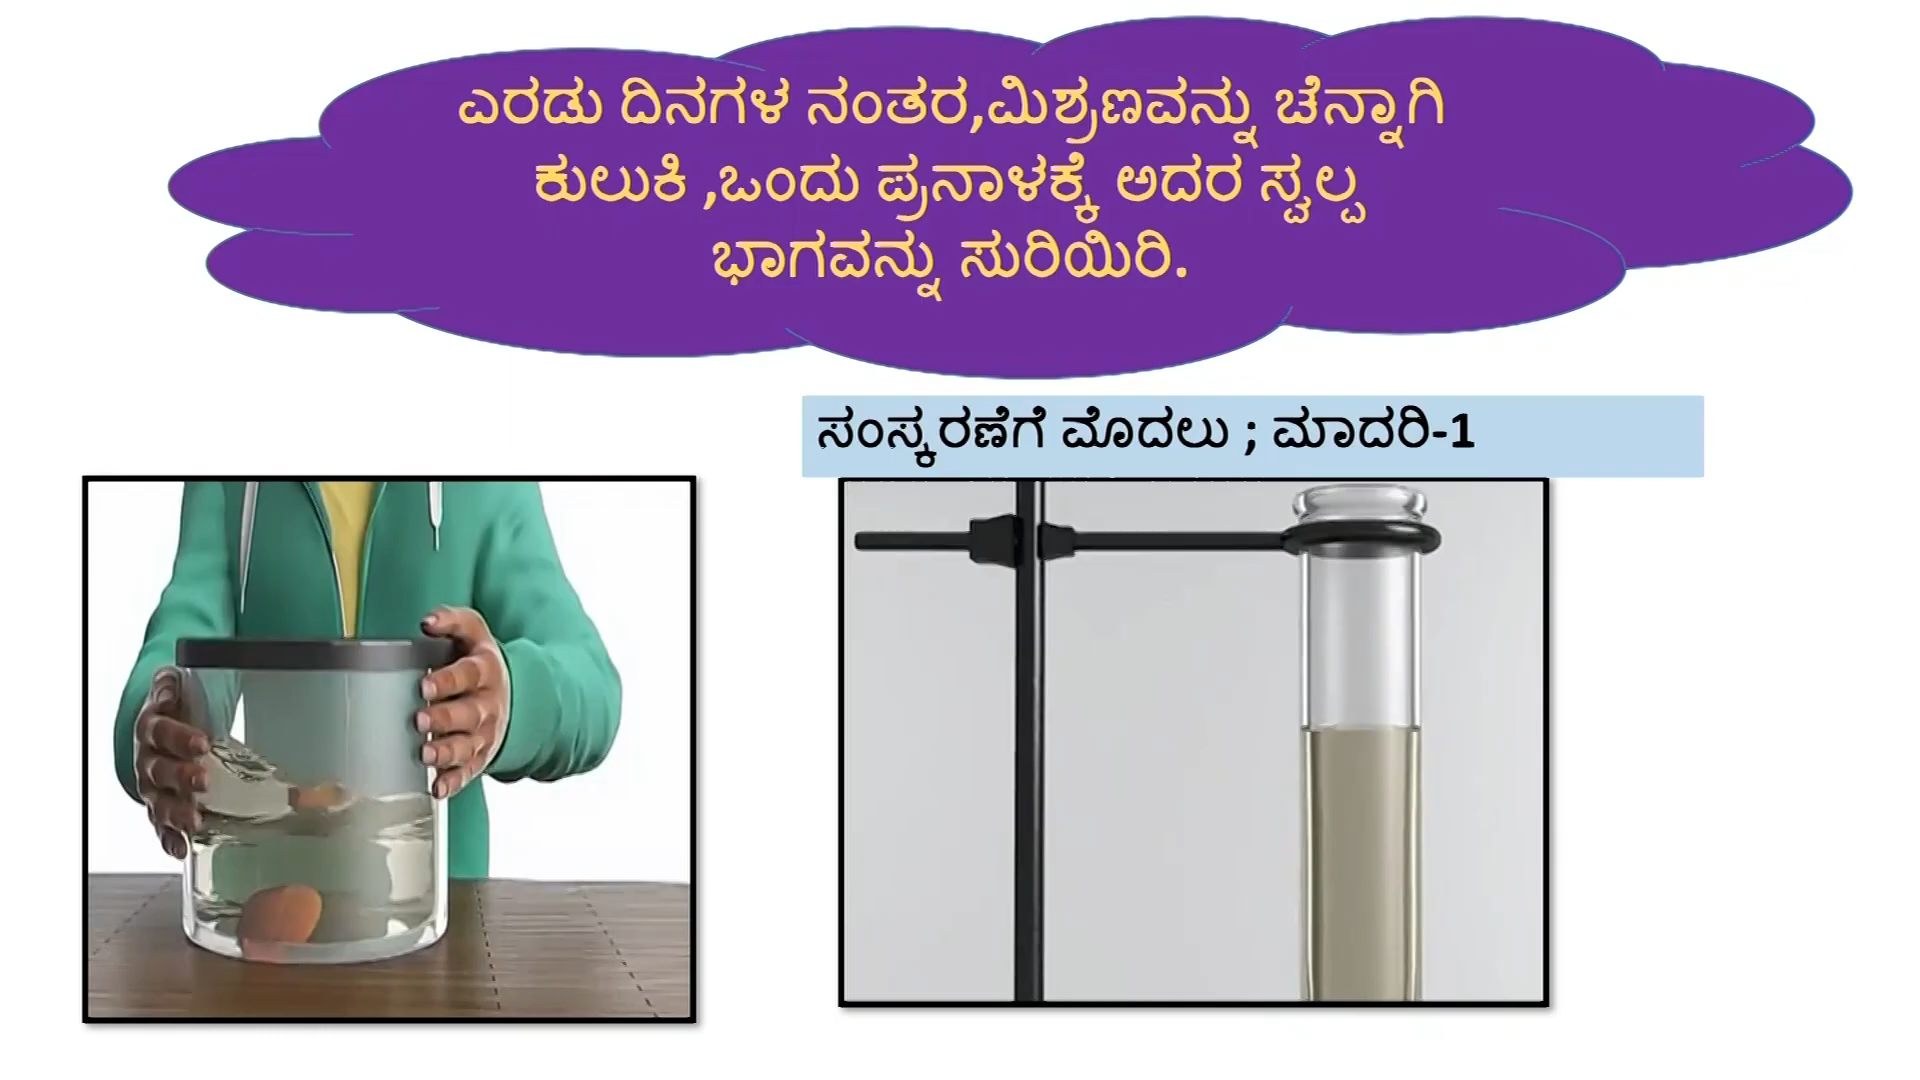 ಎರಡು ದಿನಗಳ ನಂತರ,ಮಿಶ್ರಣವನ್ನು ಚೆನ್ನಾಗಿ
ಕುಲುಕಿ ,ಒಂದು ಪ್ರನಾಳಕ್ಕೆ ಅದರ ಸ್ವಲ್ಪ
ಭಾಗವನ್ನು ಸುರಿಯಿರಿ.
ಸಂಸ್ಕರಣೆಗೆ ಮೊದಲು ; ಮಾದರಿ-1